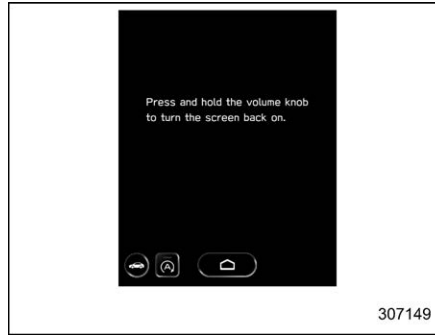 Press and hold the volume knob
to turn the screen back on.
A
307149